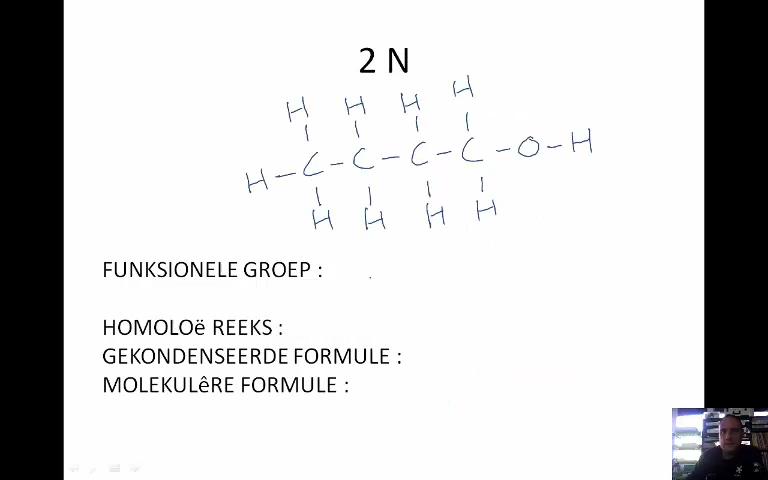 2 N
H H H H
H - C - C - C - C - O - H
H H H H
FUNKSIONELE GROEP :
HOMOLOë REEKS :
GEKONDENSEERDE FORMULE :
MOLEKULêRE FORMULE :